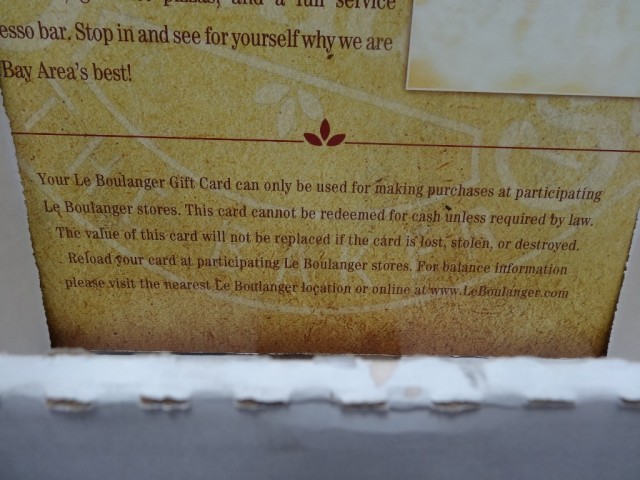 pizzas, and a full service
esso bar. Stop in and see for yourself why we are
Bay Area's best!
Your Le Boulanger Gift Card can only be used for making purchases at participating
Le Boulanger stores. This card cannot be redeemed for cash unless required by law.
The value of this card will not be replaced if the card is lost, stolen, or destroyed.
Reload your card at participating Le Boulanger stores. For balance information
please visit the nearest Le Boulanger location or online at www.LeBoulanger.com